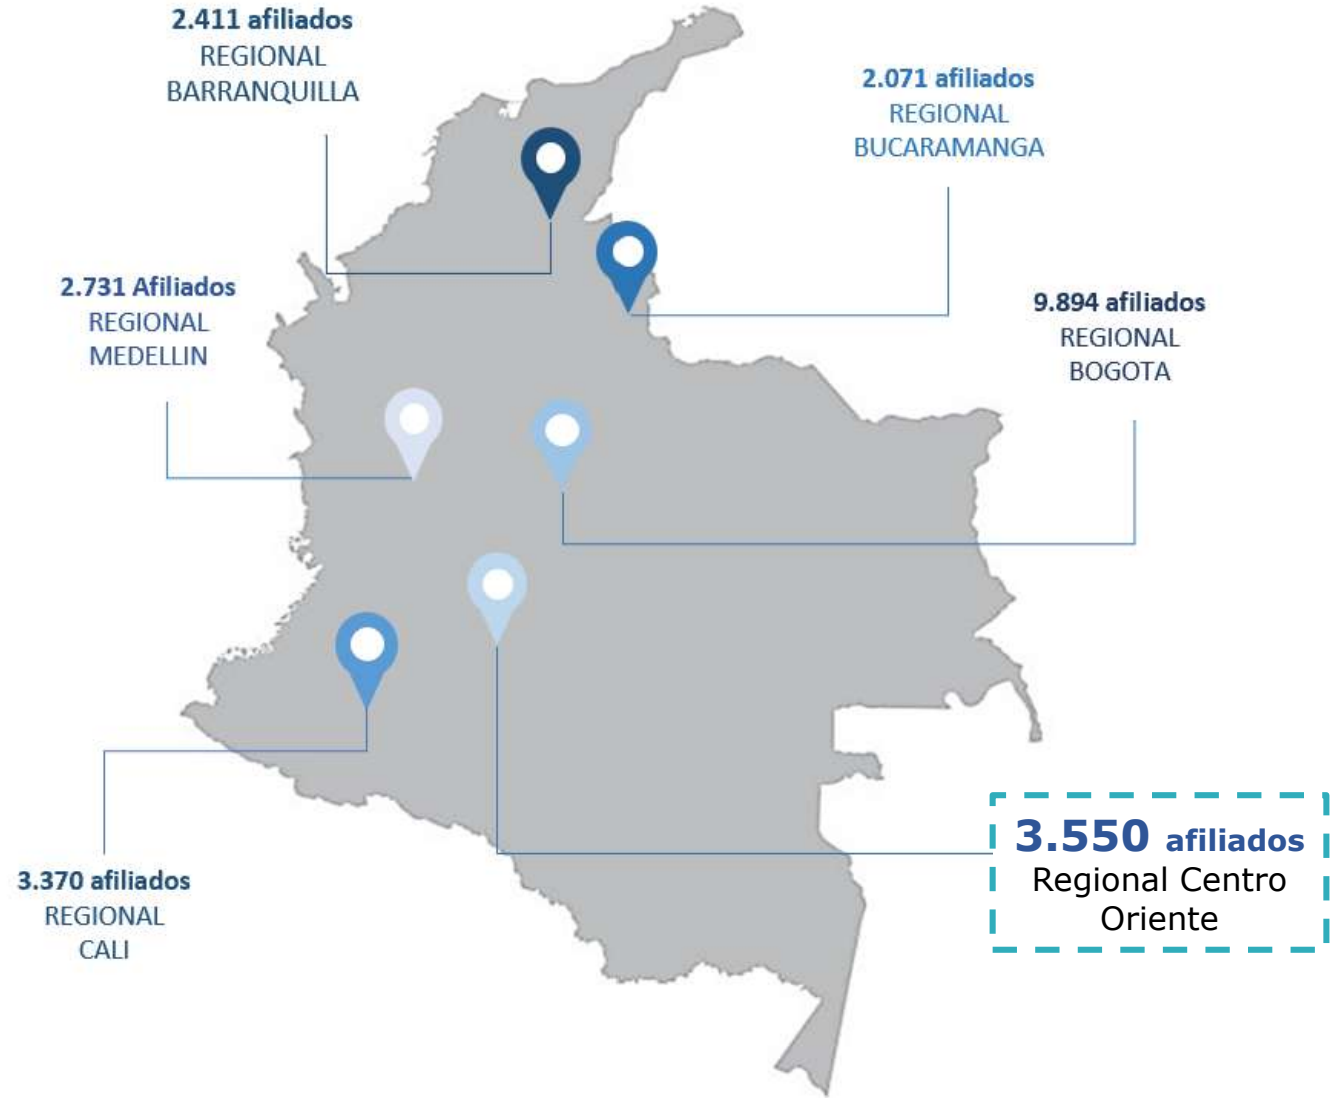 2.411 afiliados
REGIONAL
BARRANQUILLA
2.071 afiliados
REGIONAL
BUCARAMANGA
2.731 Afiliados
REGIONAL
MEDELLIN
9.894 afiliados
REGIONAL
BOGOTA
3.550 afiliados
Regional Centro
Oriente
3.370 afiliados
REGIONAL
CALI